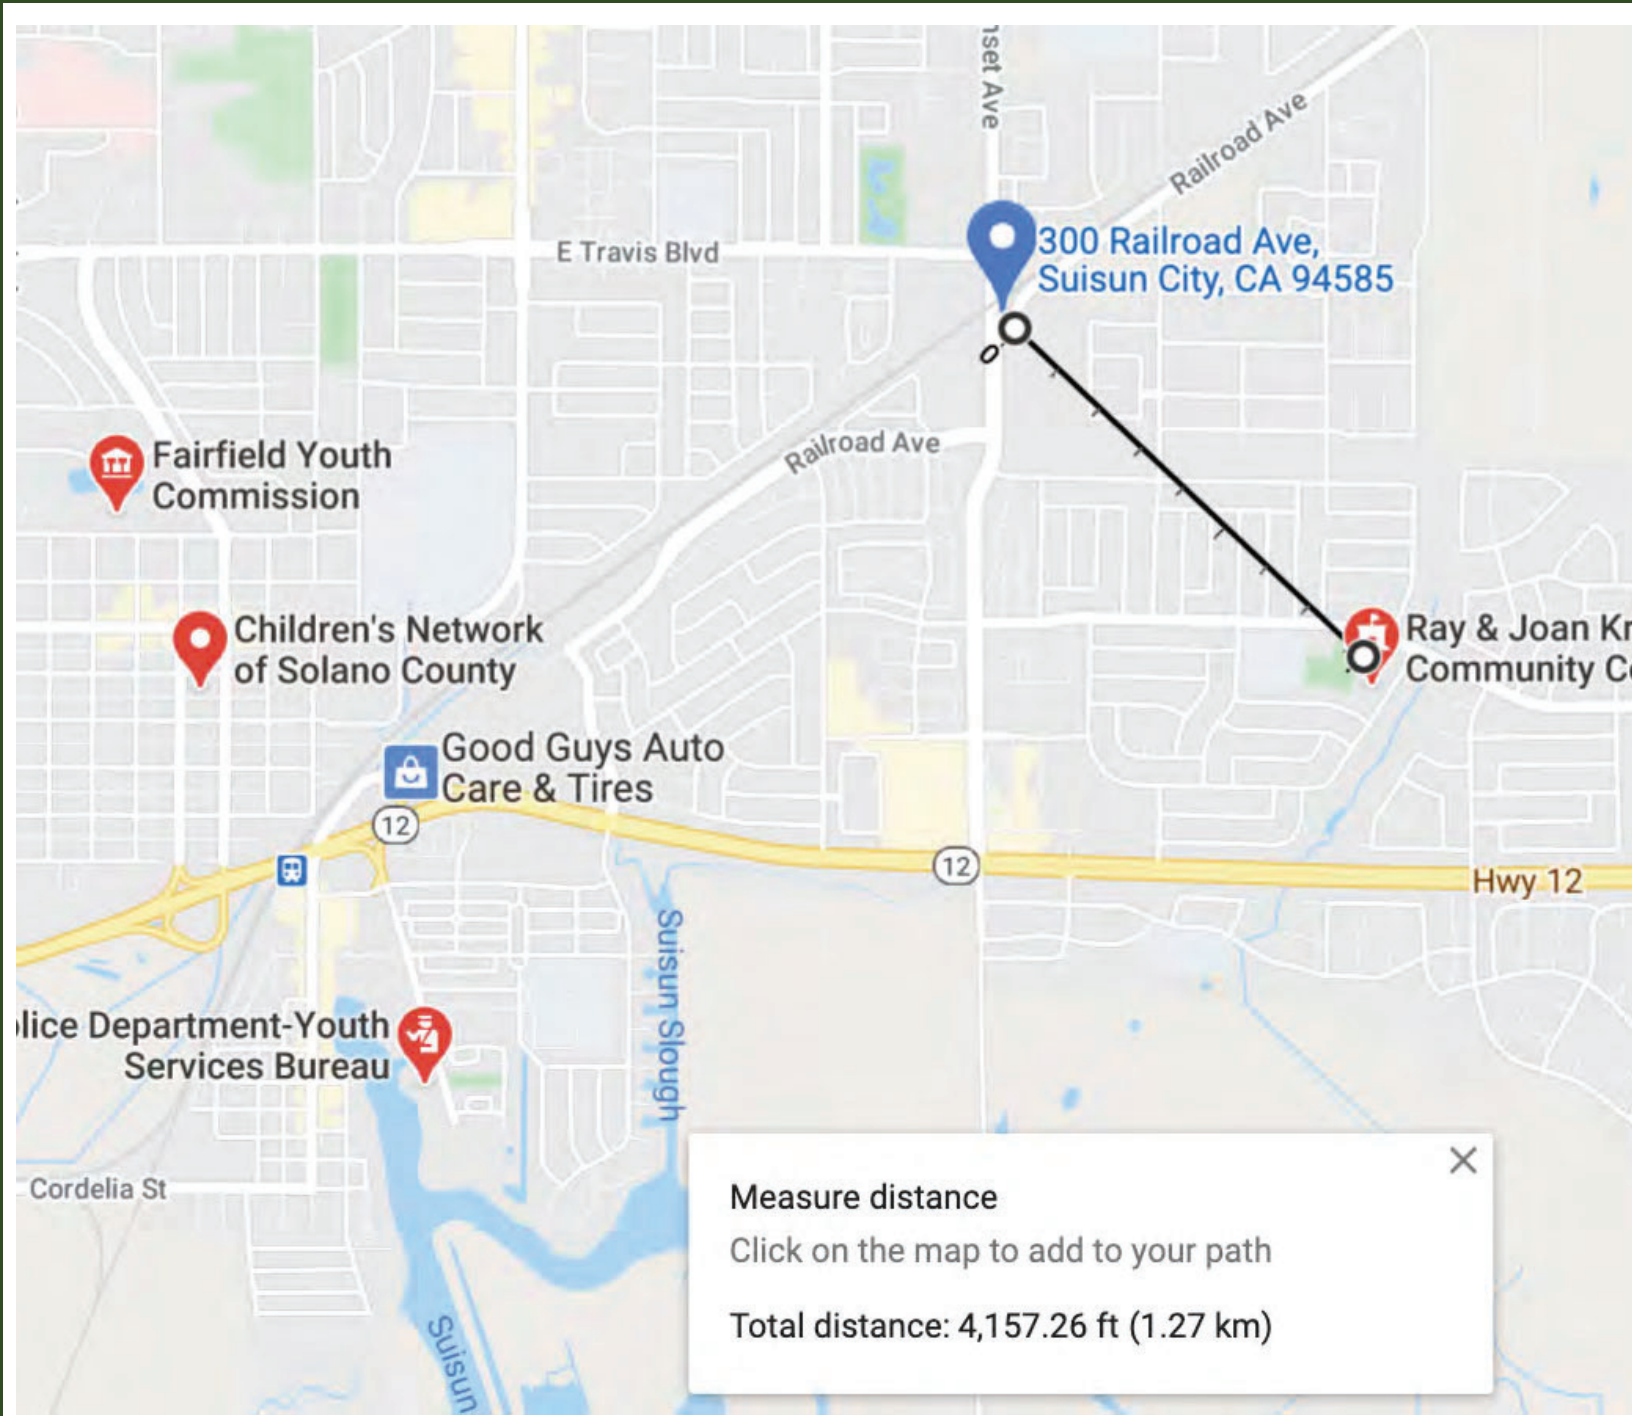 nset Ave
Railroad Ave
E Travis Blvd
300 Railroad Ave,
Suisun City, CA 94585
0
Railroad Ave
Fairfield Youth
Commission
Children's Network
of Solano County
Ray & Joan Kr
Community Ce
Good Guys Auto
Care & Tires
12
12
Hwy 12
Suisun Slough
lice Department-Youth
Services Bureau
Cordelia St
Suisun
Measure distance
Click on the map to add to your path
Total distance: 4,157.26 ft (1.27 km)